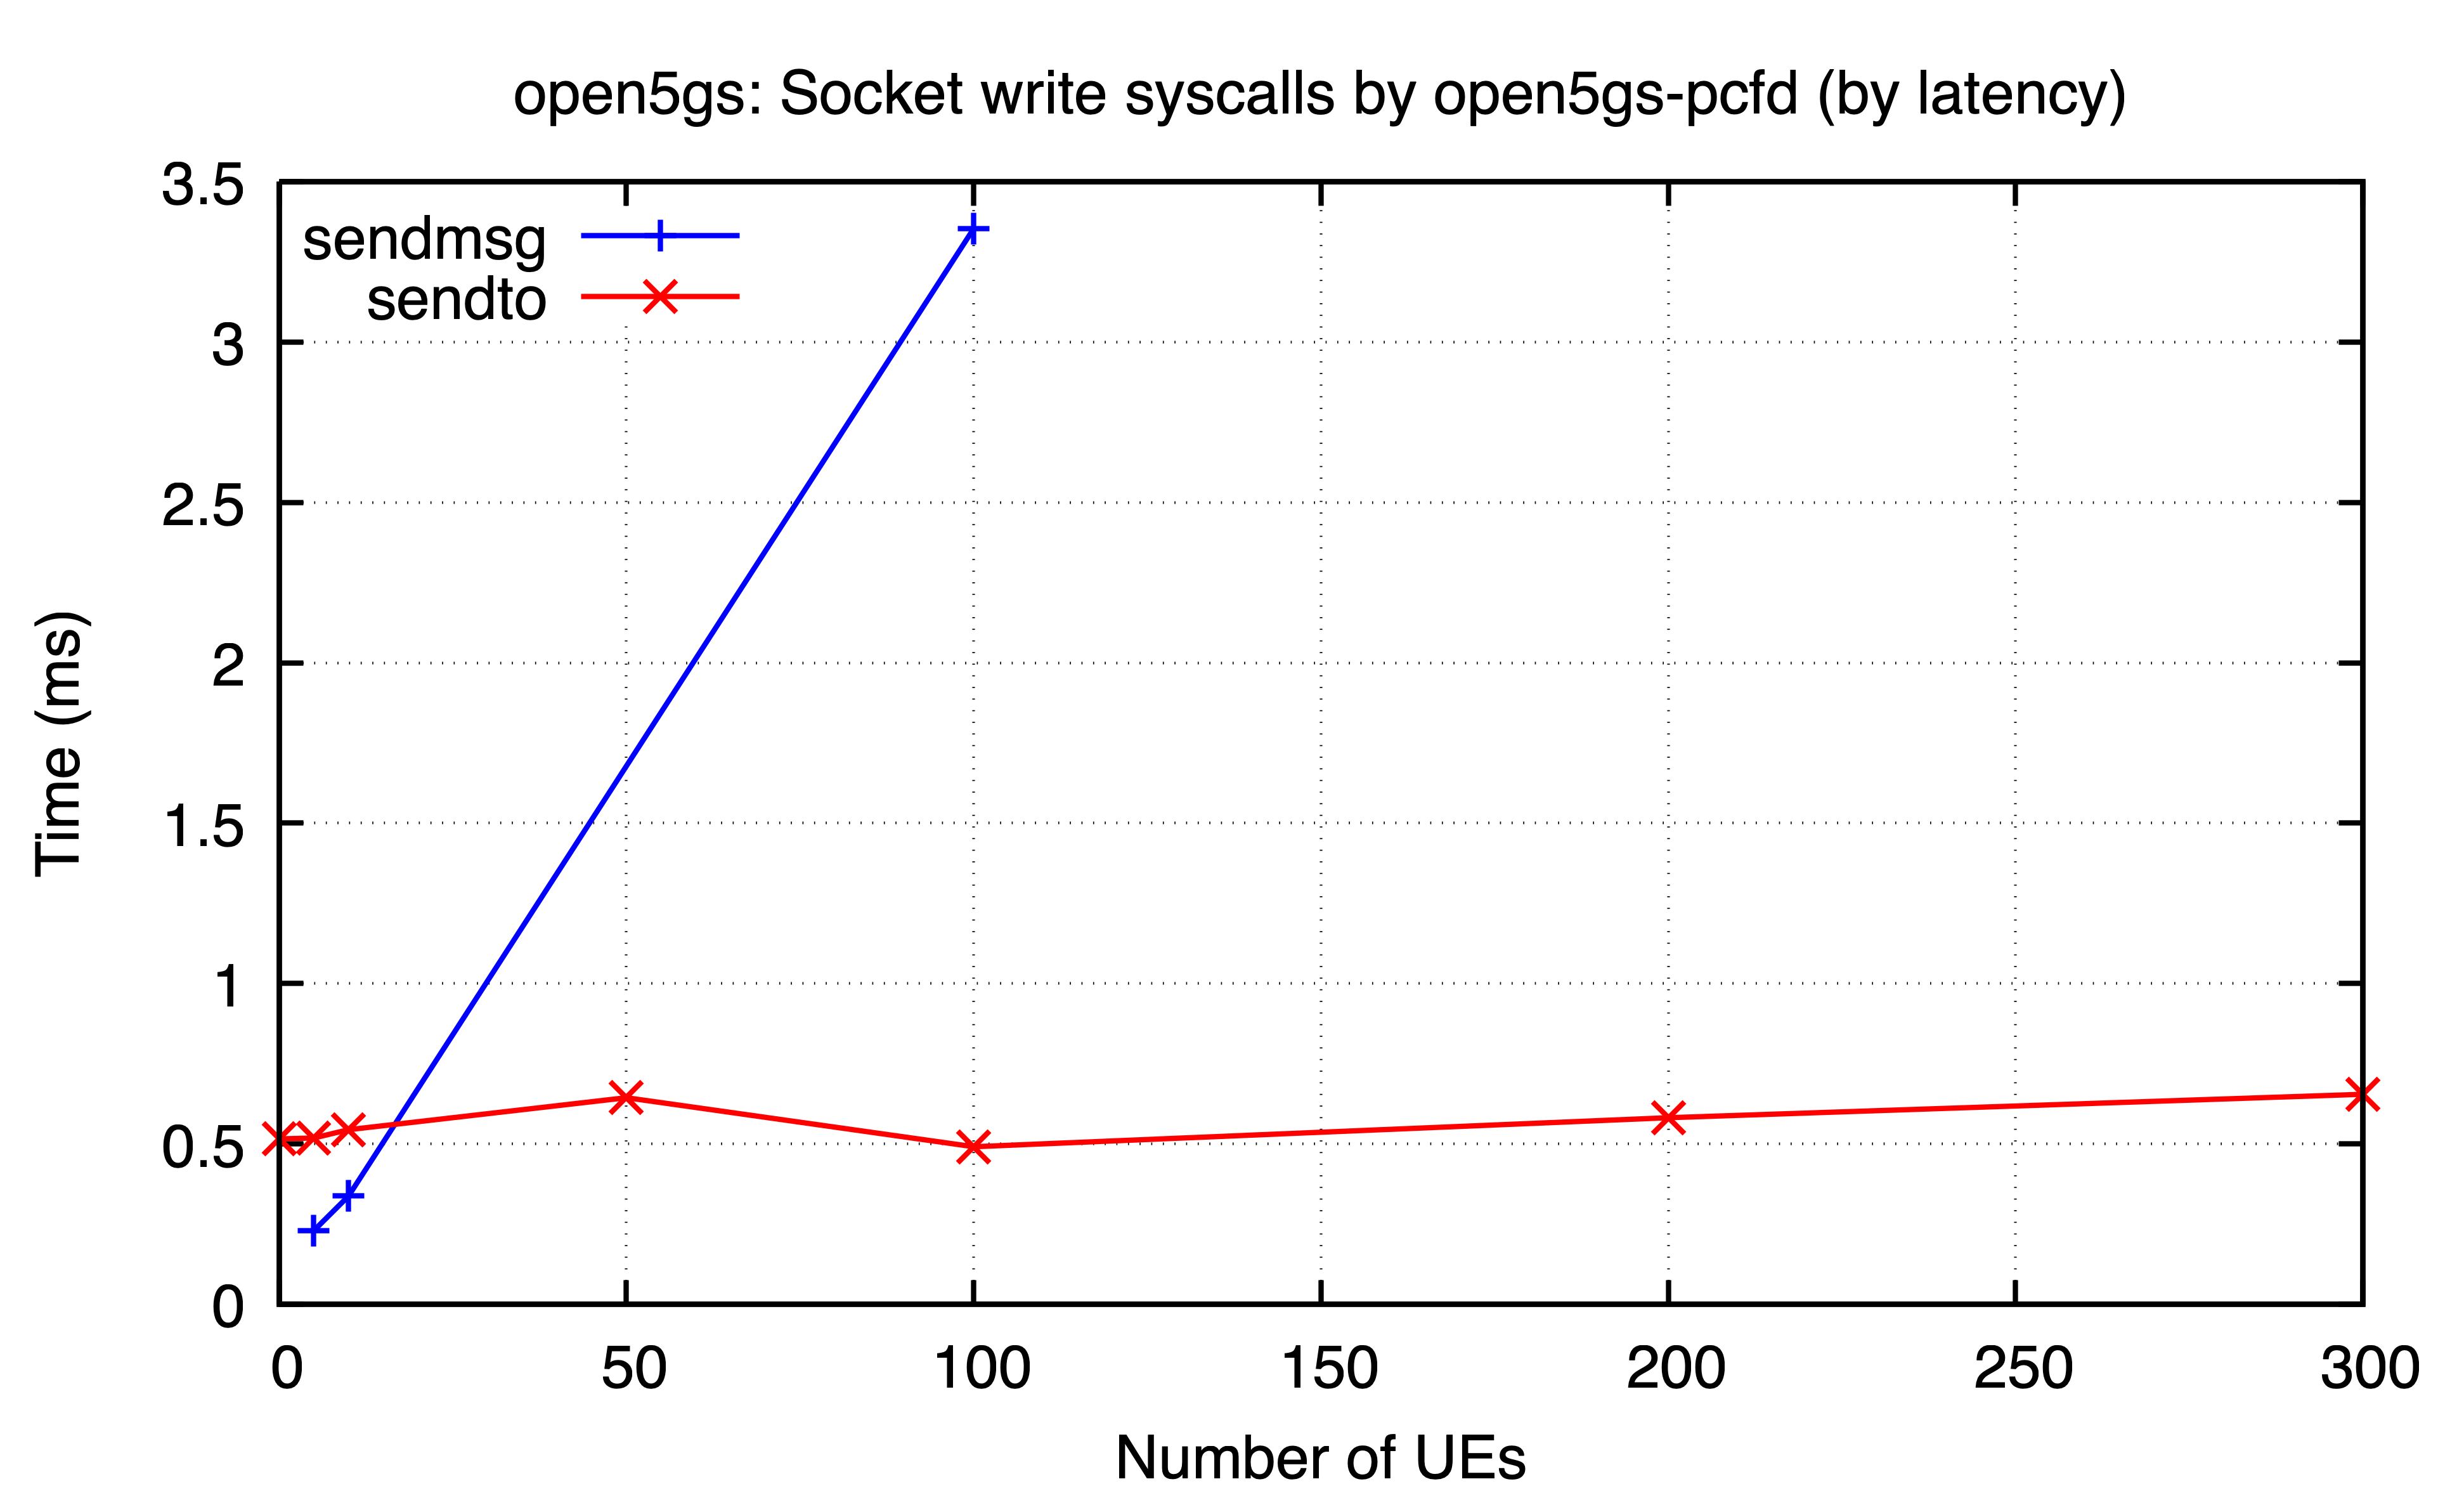 open5gs: Socket write syscalls by open5gs-pcfd (by latency)
3.5
sendmsg
sendto
3
2.5
2
1.5
1
0.5
0
Time (ms)
0 50 100 150 200 250 300
Number of UEs